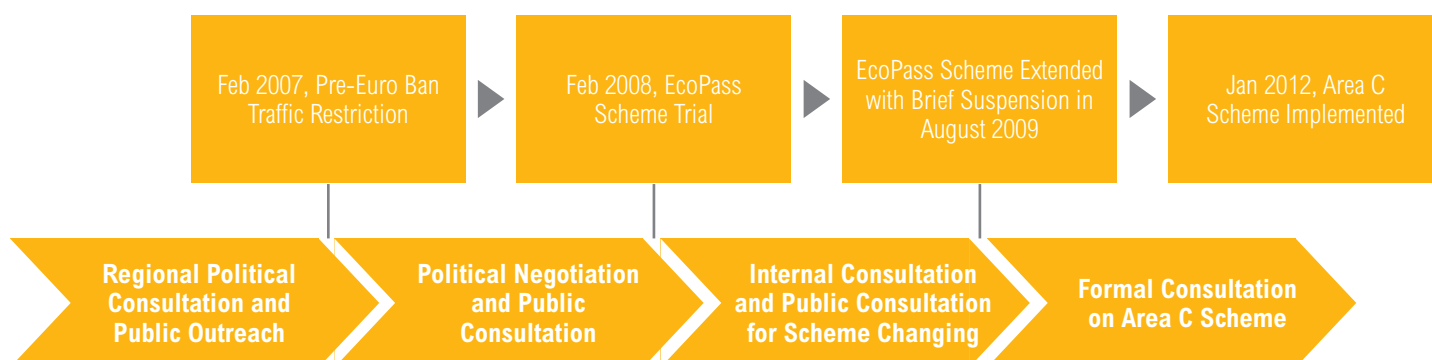 Feb 2007, Pre-Euro Ban
Traffic Restriction
Feb 2008, EcoPass
Scheme Trial
EcoPass Scheme Extended
with Brief Suspension in
August 2009
Jan 2012, Area C
Scheme Implemented
Regional Political
Consultation and
Public Outreach
Political Negotiation
and Public
Consultation
Internal Consultation
and Public Consultation
for Scheme Changing
Formal Consultation
on Area C Scheme